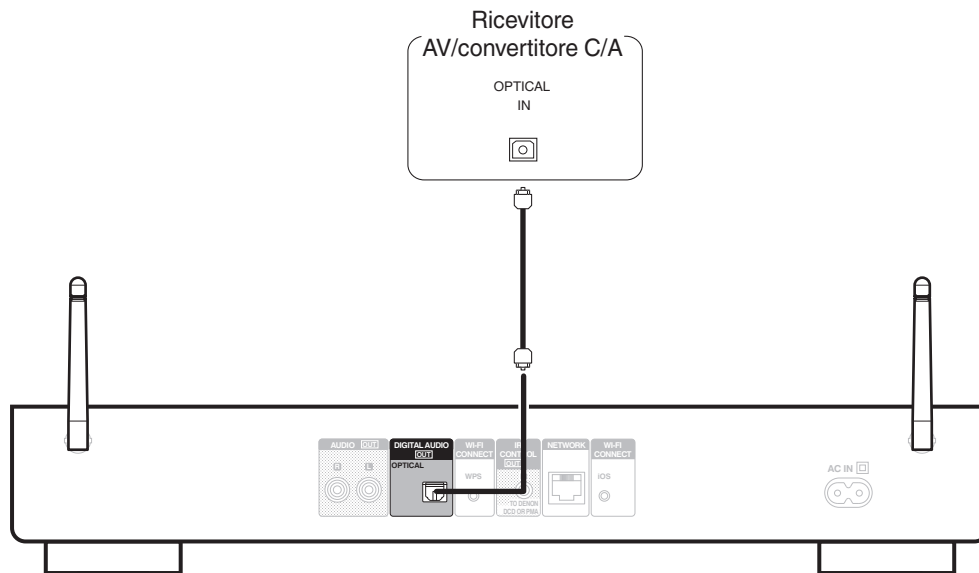 Ricevitore
AV/convertitore C/A
OPTICAL
IN
AUDIO OUT
R L
DIGITAL AUDIO
OUT
OPTICAL
WI-FI
CONNECT
WPS
IR
CONTROL
OUT
TO DENON
DCD OR PMA
NETWORK
WI-FI
CONNECT
iOS
AC IN